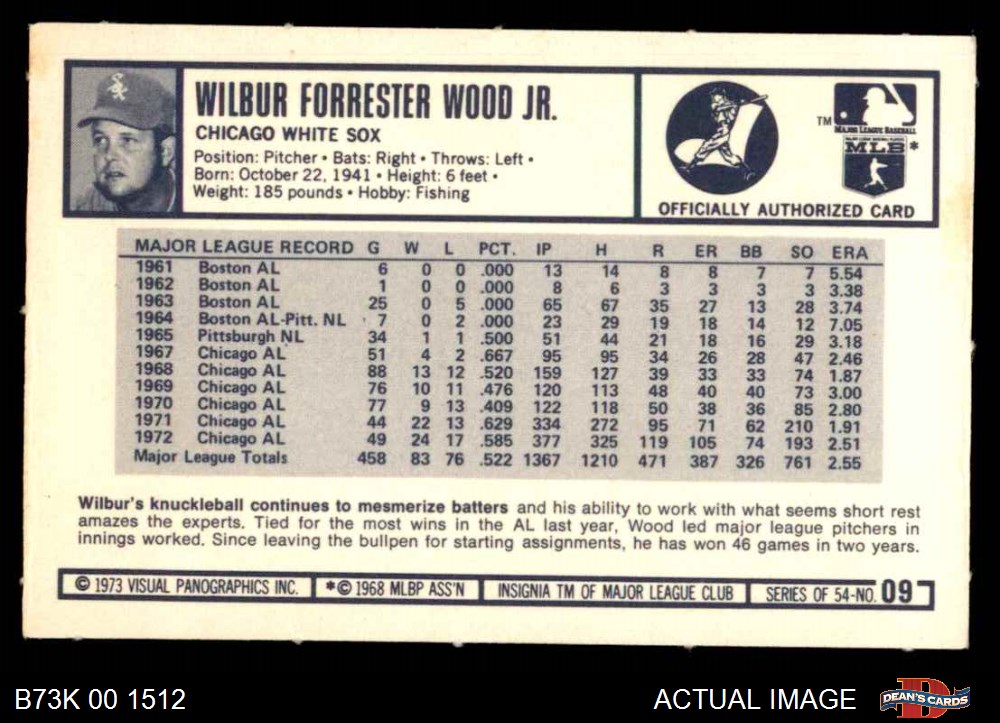 WILBUR FORRESTER WOOD JR.
CHICAGO WHITE SOX
Position: Pitcher • Bats: Right • Throws: Left •
Born: October 22, 1941 • Height: 6 feet •
Weight: 185 pounds • Hobby: Fishing
TM
MAJOR LEAGUE BASEBALL
MLB*
OFFICIALLY AUTHORIZED CARD
MAJOR LEAGUE RECORD G W L PCT. IP H R ER BB SO ERA
1961 Boston AL 6 0 0 .000 13 14 8 8 7 7 5.54
1962 Boston AL 1 0 0 .000 8 6 3 3 3 3 3.38
1963 Boston AL 25 0 5 .000 65 67 35 27 13 28 3.74
1964 Boston AL-Pitt. NL 7 0 2 .000 23 29 19 18 14 12 7.05
1965 Pittsburgh NL 34 1 1 .500 51 44 21 18 16 29 3.18
1967 Chicago AL 51 4 2 .667 95 95 34 26 28 47 2.46
1968 Chicago AL 88 13 12 .520 159 127 39 33 33 74 1.87
1969 Chicago AL 76 10 11 .476 120 113 48 40 40 73 3.00
1970 Chicago AL 77 9 13 .409 122 118 50 38 36 85 2.80
1971 Chicago AL 44 22 13 .629 334 272 95 71 62 210 1.91
1972 Chicago AL 49 24 17 .585 377 325 119 105 74 193 2.51
Major League Totals 458 83 76 .522 1367 1210 471 387 326 761 2.55
Wilbur's knuckleball continues to mesmerize batters and his ability to work with what seems short rest
amazes the experts. Tied for the most wins in the AL last year, Wood led major league pitchers in
innings worked. Since leaving the bullpen for starting assignments, he has won 46 games in two years.
© 1973 VISUAL PANOGRAPHICS INC. *© 1968 MLBP ASS'N INSIGNIA TM OF MAJOR LEAGUE CLUB SERIES OF 54-NO. 09
B73K 00 1512 ACTUAL IMAGE
DEAN'S CARDS